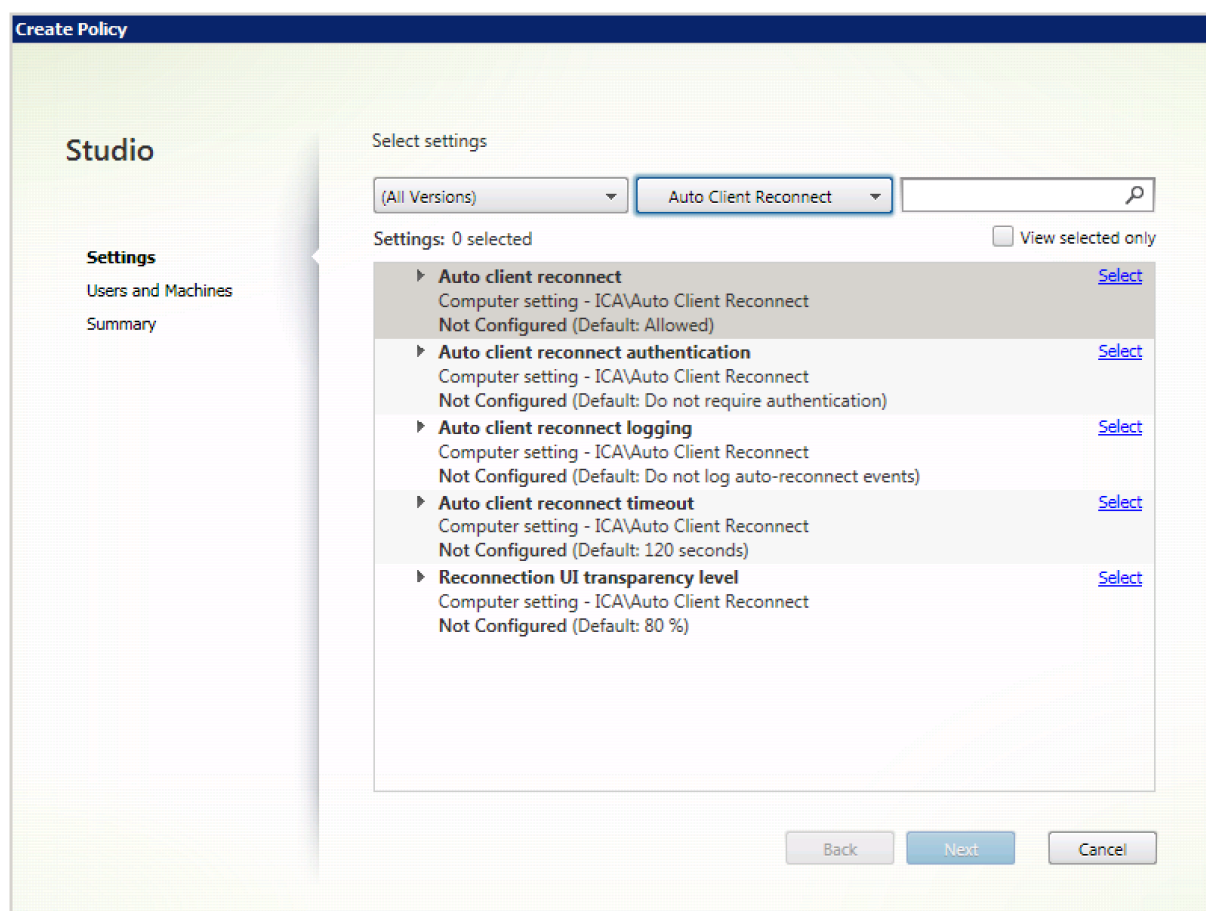 Create Policy
Studio
Settings
Users and Machines
Summary
Select settings
(All Versions) Auto Client Reconnect
Settings: 0 selected View selected only
Auto client reconnect Select
Computer setting - ICA\Auto Client Reconnect
Not Configured (Default: Allowed)
Auto client reconnect authentication Select
Computer setting - ICA\Auto Client Reconnect
Not Configured (Default: Do not require authentication)
Auto client reconnect logging Select
Computer setting - ICA\Auto Client Reconnect
Not Configured (Default: Do not log auto-reconnect events)
Auto client reconnect timeout Select
Computer setting - ICA\Auto Client Reconnect
Not Configured (Default: 120 seconds)
Reconnection UI transparency level Select
Computer setting - ICA\Auto Client Reconnect
Not Configured (Default: 80 %)
Back Next Cancel